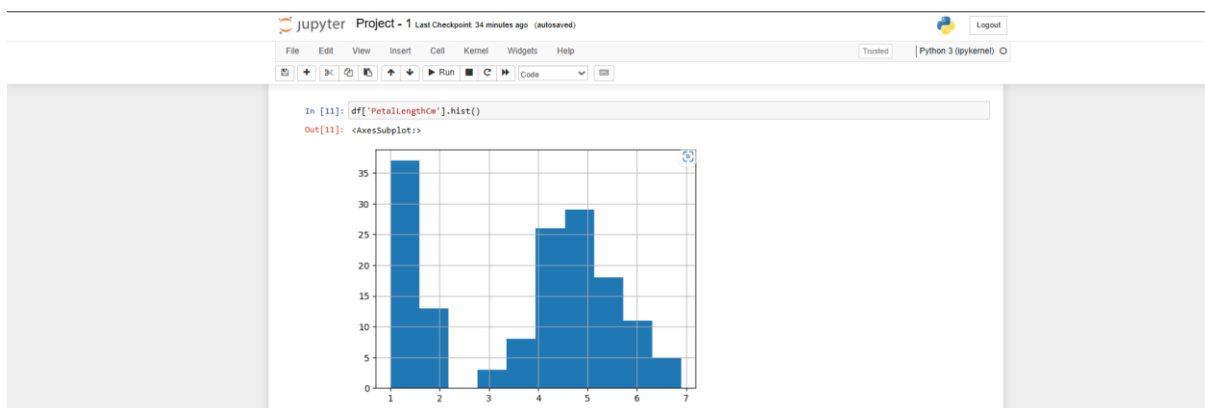 jupyter Project - 1 Last Checkpoint: 34 minutes ago (autosaved) Logout
File Edit View Insert Cell Kernel Widgets Help Trusted Python 3 (ipykernel)
Run Code
In [11]: df['PetalLengthCm'].hist()
Out[11]: <AxesSubplot:>
35
30
25
20
15
10
5
0
1 2 3 4 5 6 7